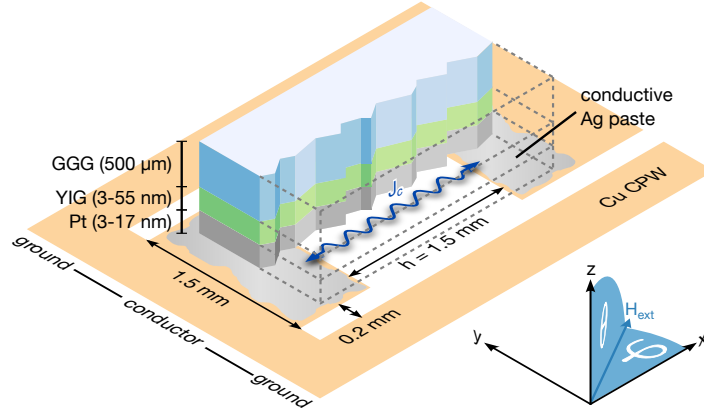 conductive
Ag paste
GGG (500 µm)
YIG (3-55 nm)
Pt (3-17 nm)
Jc
Cu CPW
h = 1.5 mm
1.5 mm
0.2 mm
ground — conductor — ground
z
Hext
y
x
θ
φ